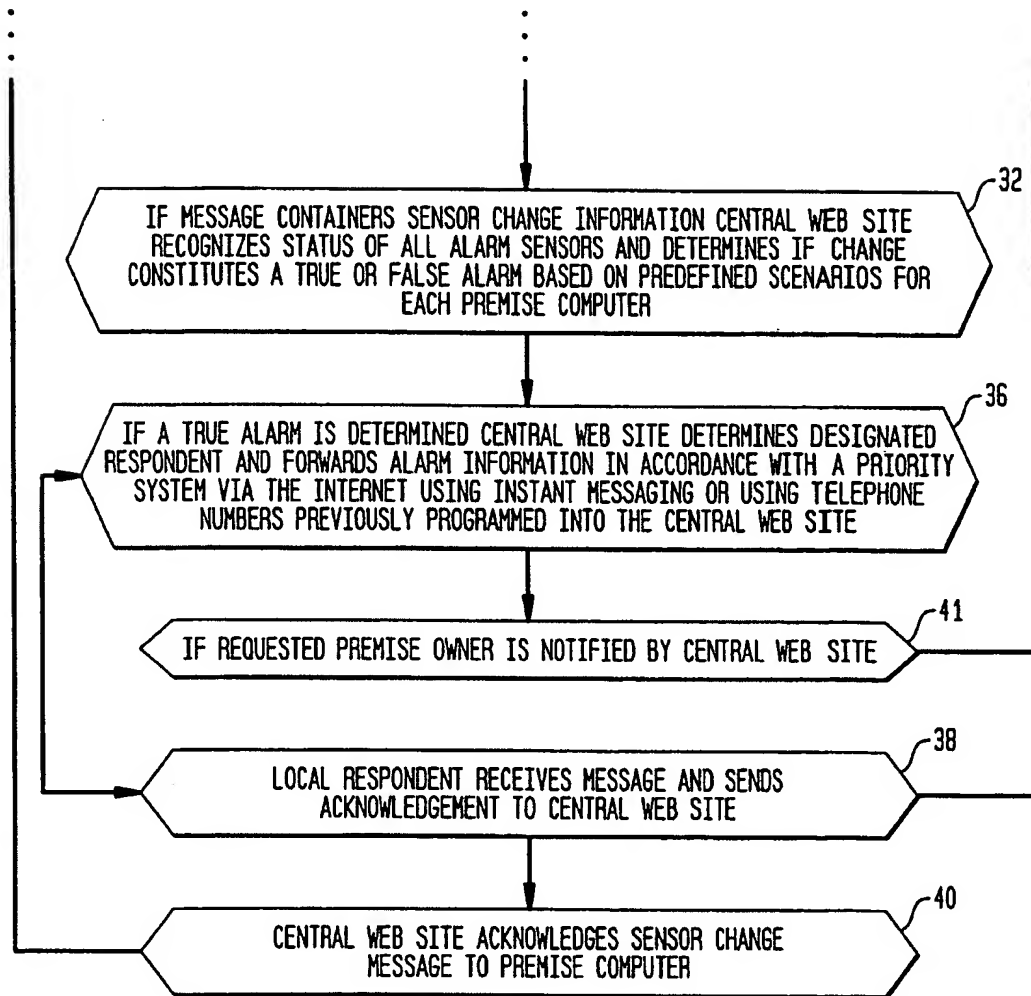 32
IF MESSAGE CONTAINERS SENSOR CHANGE INFORMATION CENTRAL WEB SITE
RECOGNIZES STATUS OF ALL ALARM SENSORS AND DETERMINES IF CHANGE
CONSTITUTES A TRUE OR FALSE ALARM BASED ON PREDEFINED SCENARIOS FOR
EACH PREMISE COMPUTER
36
IF A TRUE ALARM IS DETERMINED CENTRAL WEB SITE DETERMINES DESIGNATED
RESPONDENT AND FORWARDS ALARM INFORMATION IN ACCORDANCE WITH A PRIORITY
SYSTEM VIA THE INTERNET USING INSTANT MESSAGING OR USING TELEPHONE
NUMBERS PREVIOUSLY PROGRAMMED INTO THE CENTRAL WEB SITE
41
IF REQUESTED PREMISE OWNER IS NOTIFIED BY CENTRAL WEB SITE
38
LOCAL RESPONDENT RECEIVES MESSAGE AND SENDS
ACKNOWLEDGEMENT TO CENTRAL WEB SITE
40
CENTRAL WEB SITE ACKNOWLEDGES SENSOR CHANGE
MESSAGE TO PREMISE COMPUTER